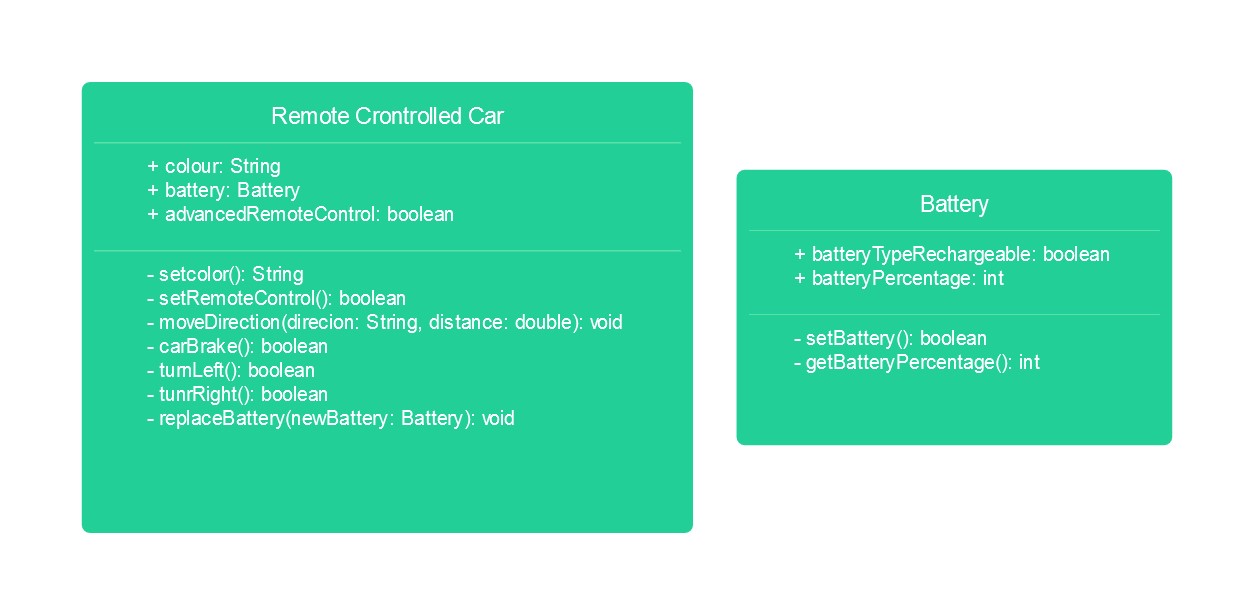 Remote Crontrolled Car
+ colour: String
+ battery: Battery
+ advancedRemoteControl: boolean
- setcolor(): String
- setRemoteControl(): boolean
- moveDirection(direcion: String, distance: double): void
- carBrake(): boolean
- turnLeft(): boolean
- tunrRight(): boolean
- replaceBattery(newBattery: Battery): void
Battery
+ batteryTypeRechargeable: boolean
+ batteryPercentage: int
- setBattery(): boolean
- getBatteryPercentage(): int